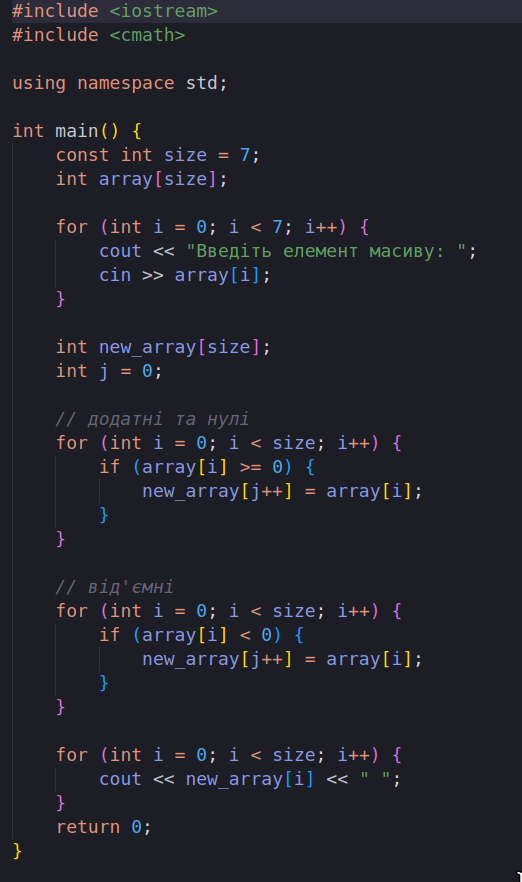 #include <iostream>
#include <cmath>

using namespace std;

int main() {
    const int size = 7;
    int array[size];

    for (int i = 0; i < 7; i++) {
        cout << "Введіть елемент масиву: ";
        cin >> array[i];
    }

    int new_array[size];
    int j = 0;

    // додатні та нулі
    for (int i = 0; i < size; i++) {
        if (array[i] >= 0) {
            new_array[j++] = array[i];
        }
    }

    // від'ємні
    for (int i = 0; i < size; i++) {
        if (array[i] < 0) {
            new_array[j++] = array[i];
        }
    }

    for (int i = 0; i < size; i++) {
        cout << new_array[i] << " ";
    }
    return 0;
}